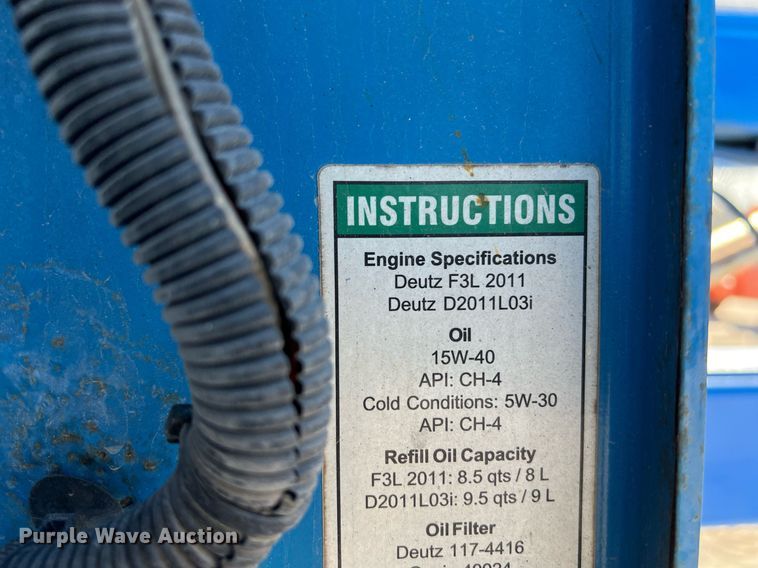 INSTRUCTIONS
Engine Specifications
Deutz F3L 2011
Deutz D2011L03i
Oil
15W-40
API: CH-4
Cold Conditions: 5W-30
API: CH-4
Refill Oil Capacity
F3L 2011: 8.5 qts / 8 L
D2011L03i: 9.5 qts / 9 L
Oil Filter
Deutz 117-4416
Purple Wave Auction